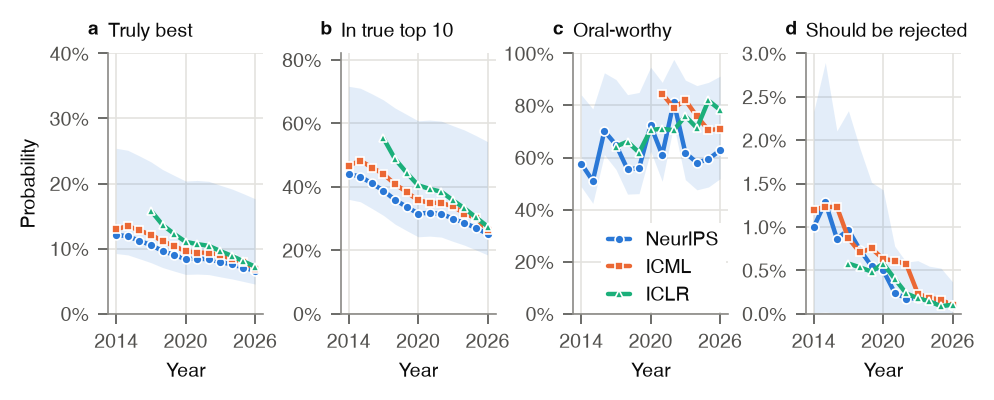 a Truly best
b In true top 10
c Oral-worthy
d Should be rejected
Probability
40%
30%
20%
10%
0%
2014 2020 2026
Year
80%
60%
40%
20%
0%
2014 2020 2026
Year
100%
80%
60%
40%
20%
0%
NeurIPS
ICML
ICLR
2014 2020 2026
Year
3.0%
2.5%
2.0%
1.5%
1.0%
0.5%
0.0%
2014 2020 2026
Year